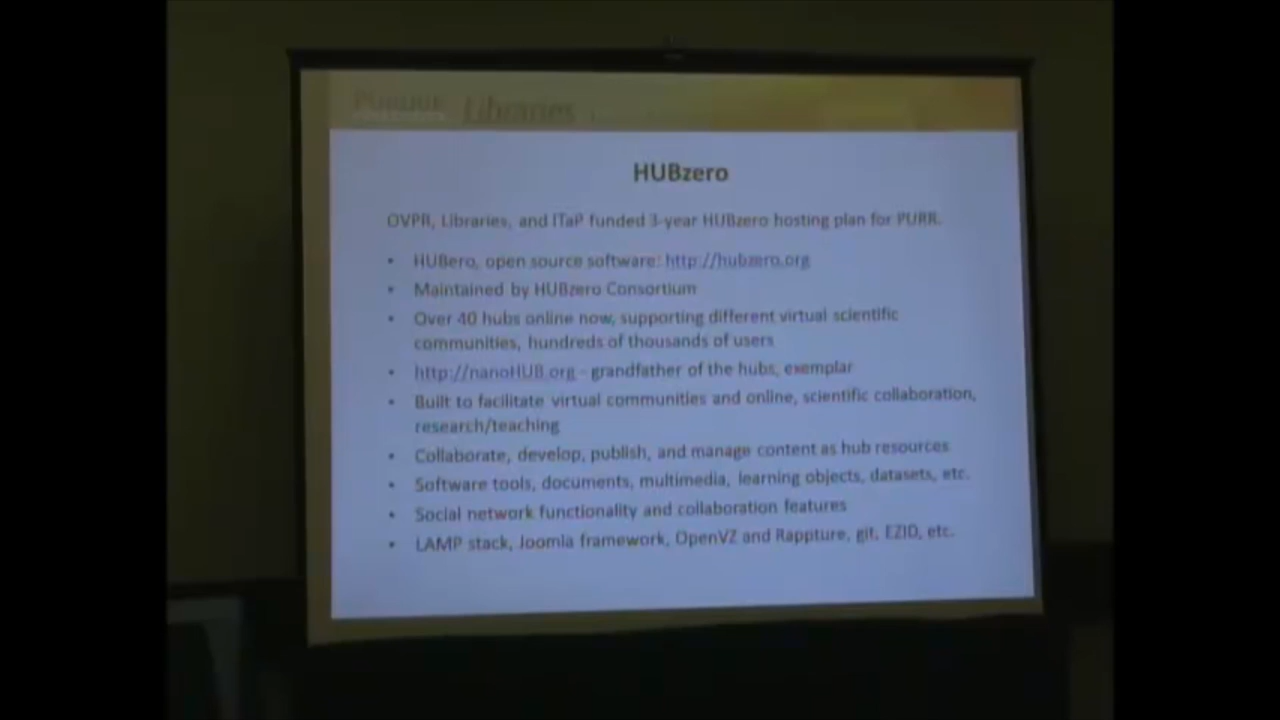 PURDUE Libraries
HUBzero
OVPR, Libraries, and ITaP funded 3-year HUBzero hosting plan for PURR.
• HUBero, open source software: http://hubzero.org
• Maintained by HUBzero Consortium
• Over 40 hubs online now, supporting different virtual scientific
communities, hundreds of thousands of users
• http://nanoHUB.org - grandfather of the hubs, exemplar
• Built to facilitate virtual communities and online, scientific collaboration,
research/teaching
• Collaborate, develop, publish, and manage content as hub resources
• Software tools, documents, multimedia, learning objects, datasets, etc.
• Social network functionality and collaboration features
• LAMP stack, Joomla framework, OpenVZ and Rappture, git, EZID, etc.